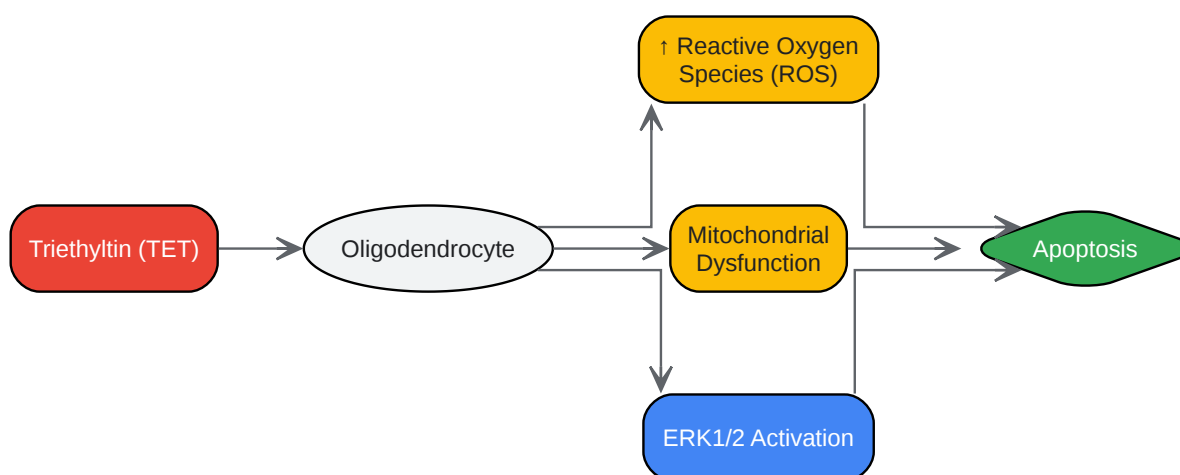 ↑ Reactive Oxygen
Species (ROS)
Triethyltin (TET)
Oligodendrocyte
Mitochondrial
Dysfunction
Apoptosis
ERK1/2 Activation